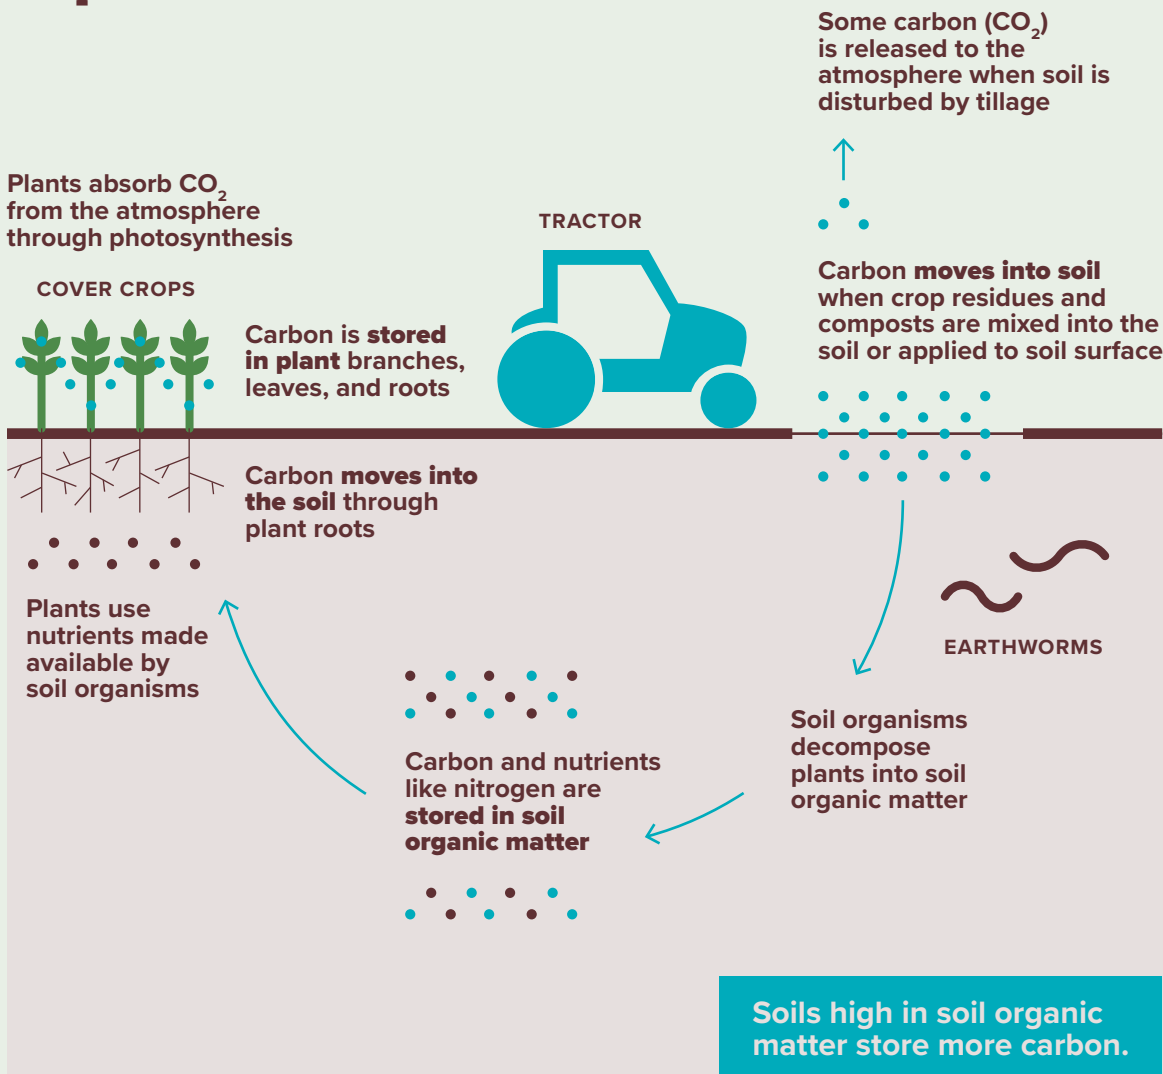 Some carbon (CO₂)
is released to the
atmosphere when soil is
disturbed by tillage
Plants absorb CO₂
from the atmosphere
through photosynthesis
TRACTOR
COVER CROPS
Carbon moves into soil
when crop residues and
composts are mixed into the
soil or applied to soil surface
Carbon is stored
in plant branches,
leaves, and roots
Carbon moves into
the soil through
plant roots
Plants use
nutrients made
available by
soil organisms
EARTHWORMS
Soil organisms
decompose
plants into soil
organic matter
Carbon and nutrients
like nitrogen are
stored in soil
organic matter
Soils high in soil organic
matter store more carbon.